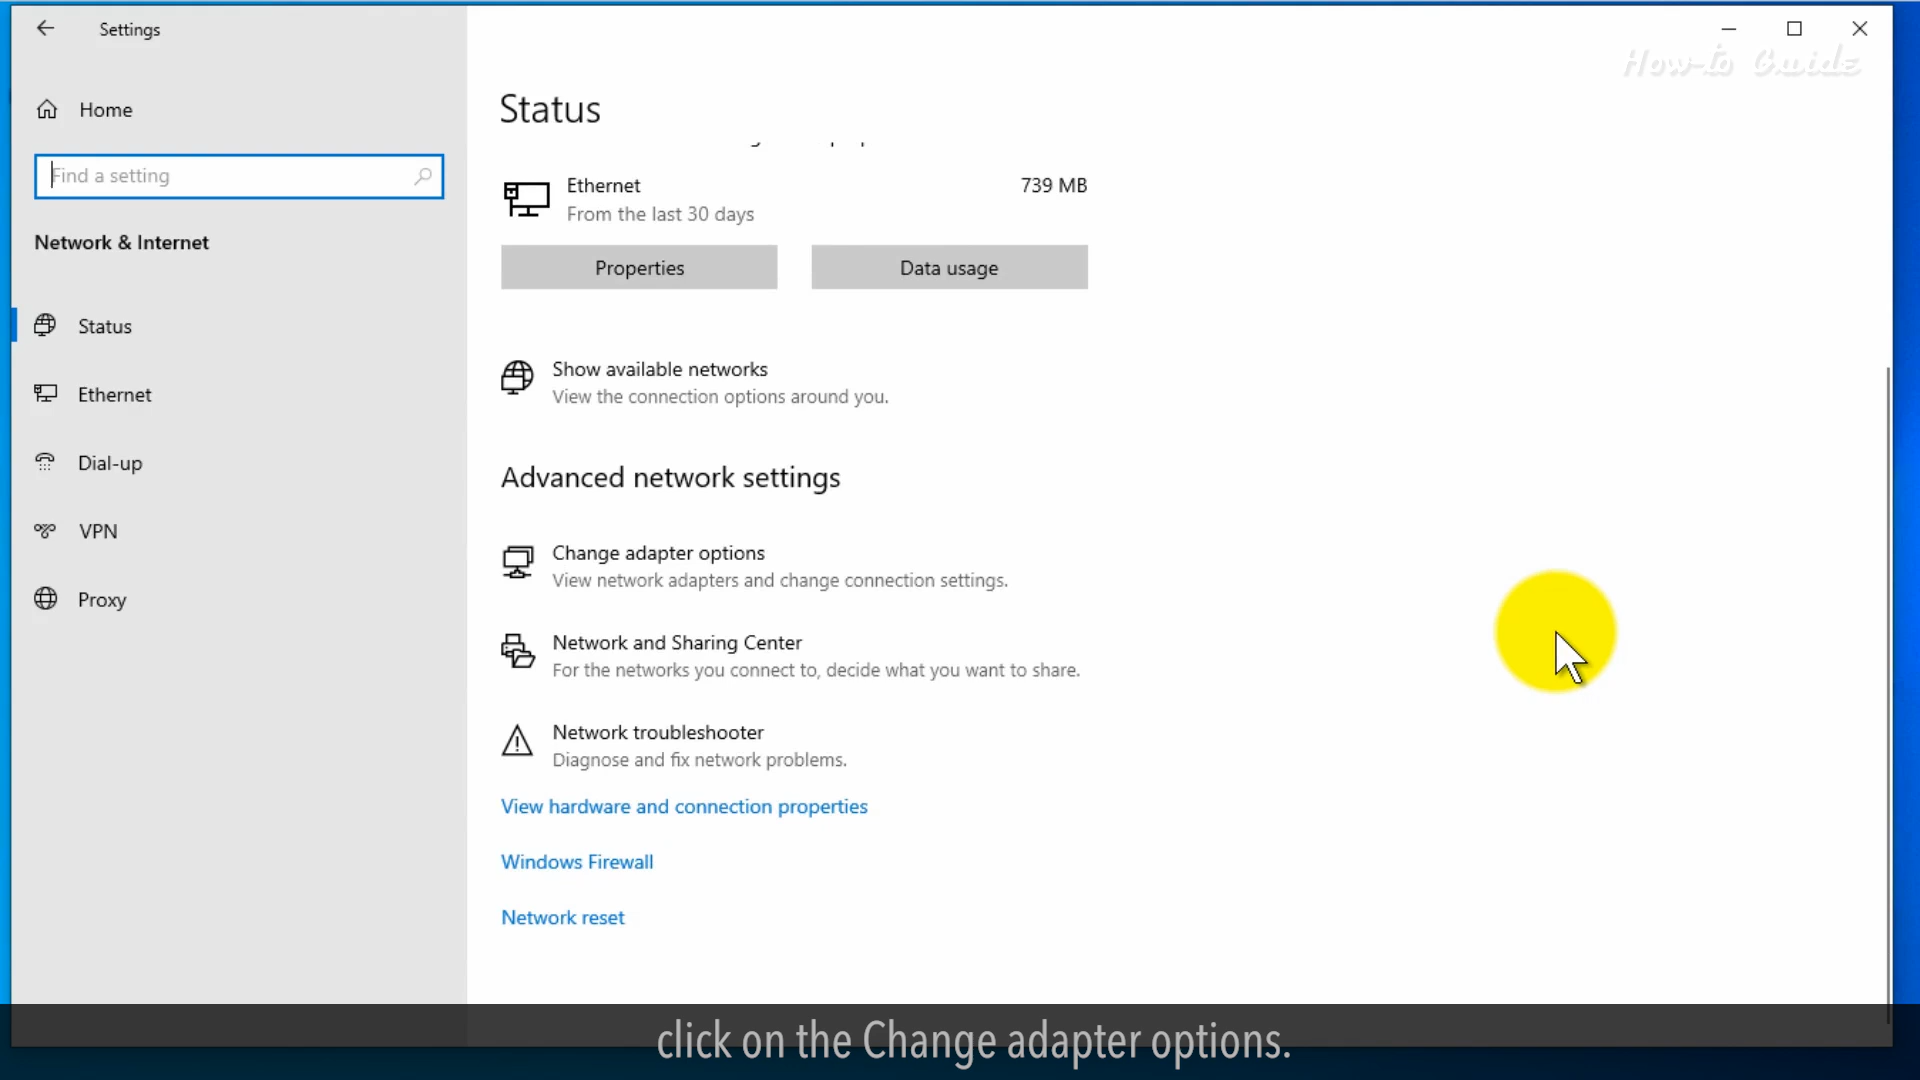 Settings
How-to Guide
Home
Find a setting
Network & Internet
Status
Ethernet
Dial-up
VPN
Proxy
Status
Ethernet
739 MB
From the last 30 days
Properties
Data usage
Show available networks
View the connection options around you.
Advanced network settings
Change adapter options
View network adapters and change connection settings.
Network and Sharing Center
For the networks you connect to, decide what you want to share.
Network troubleshooter
Diagnose and fix network problems.
View hardware and connection properties
Windows Firewall
Network reset
click on the Change adapter options.